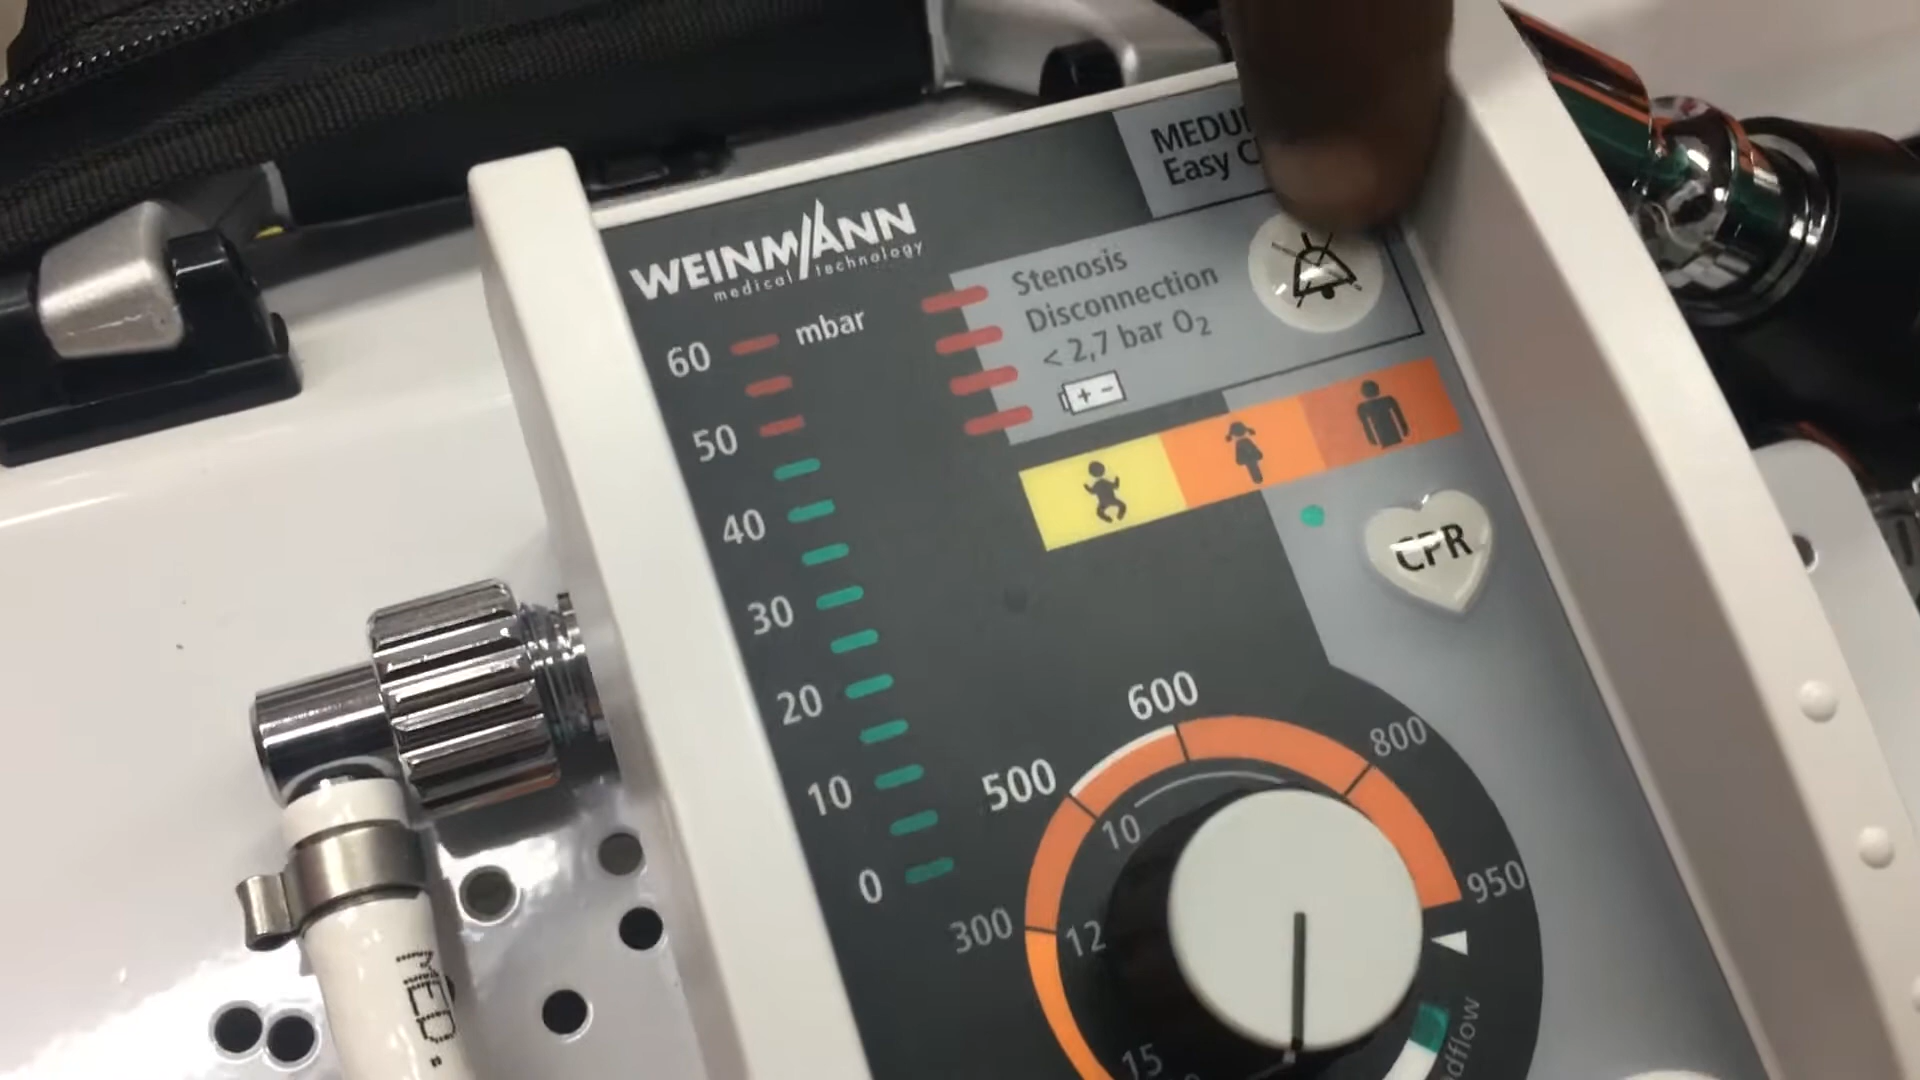 MEDU
Easy C
WEINMANN
medical technology
Stenosis
Disconnection
< 2,7 bar O₂
+ -
60 mbar
50
40
30
20
10
0
CPR
600
800
500
10
950
300
12
15
MED.